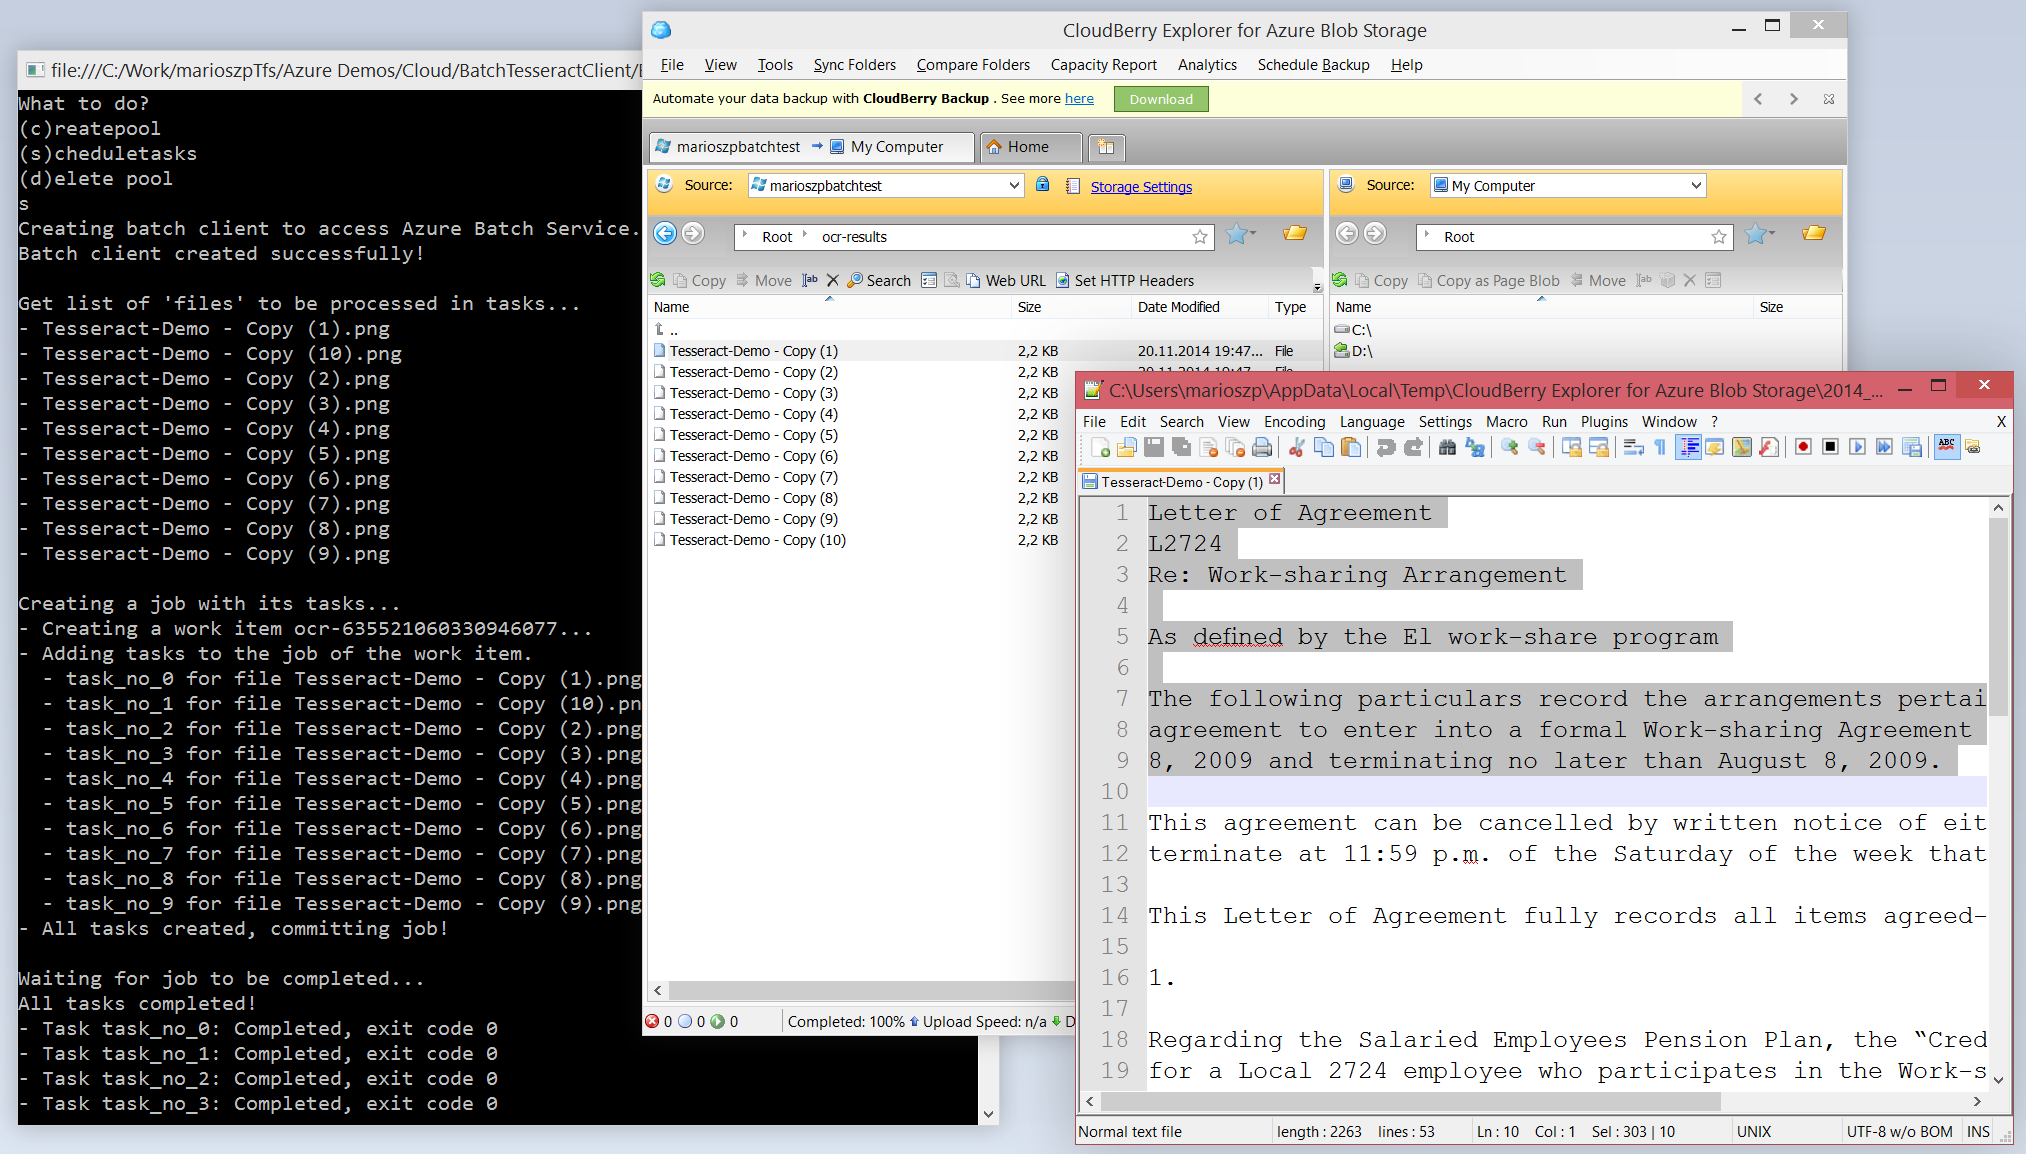 file:///C:/Work/marioszpTfs/Azure Demos/Cloud/BatchTesseractClient/
What to do?
(c)reatepool
(s)cheduletasks
(d)elete pool
s
Creating batch client to access Azure Batch Service.
Batch client created successfully!
Get list of 'files' to be processed in tasks...
- Tesseract-Demo - Copy (1).png
- Tesseract-Demo - Copy (10).png
- Tesseract-Demo - Copy (2).png
- Tesseract-Demo - Copy (3).png
- Tesseract-Demo - Copy (4).png
- Tesseract-Demo - Copy (5).png
- Tesseract-Demo - Copy (6).png
- Tesseract-Demo - Copy (7).png
- Tesseract-Demo - Copy (8).png
- Tesseract-Demo - Copy (9).png
Creating a job with its tasks...
- Creating a work item ocr-635521060330946077...
- Adding tasks to the job of the work item.
- task_no_0 for file Tesseract-Demo - Copy (1).png
- task_no_1 for file Tesseract-Demo - Copy (10).pn
- task_no_2 for file Tesseract-Demo - Copy (2).png
- task_no_3 for file Tesseract-Demo - Copy (3).png
- task_no_4 for file Tesseract-Demo - Copy (4).png
- task_no_5 for file Tesseract-Demo - Copy (5).png
- task_no_6 for file Tesseract-Demo - Copy (6).png
- task_no_7 for file Tesseract-Demo - Copy (7).png
- task_no_8 for file Tesseract-Demo - Copy (8).png
- task_no_9 for file Tesseract-Demo - Copy (9).png
- All tasks created, committing job!
Waiting for job to be completed...
All tasks completed!
- Task task_no_0: Completed, exit code 0
- Task task_no_1: Completed, exit code 0
- Task task_no_2: Completed, exit code 0
- Task task_no_3: Completed, exit code 0
CloudBerry Explorer for Azure Blob Storage
File View Tools Sync Folders Compare Folders Capacity Report Analytics Schedule Backup Help
Automate your data backup with CloudBerry Backup . See more here Download
marioszpbatchtest My Computer Home
Source: marioszpbatchtest Storage Settings
Root ocr-results
Copy Move Search Web URL Set HTTP Headers
Name Size Date Modified Type
..
Tesseract-Demo - Copy (1) 2,2 KB 20.11.2014 19:47... File
Tesseract-Demo - Copy (2) 2,2 KB
Tesseract-Demo - Copy (3) 2,2 KB
Tesseract-Demo - Copy (4) 2,2 KB
Tesseract-Demo - Copy (5) 2,2 KB
Tesseract-Demo - Copy (6) 2,2 KB
Tesseract-Demo - Copy (7) 2,2 KB
Tesseract-Demo - Copy (8) 2,2 KB
Tesseract-Demo - Copy (9) 2,2 KB
Tesseract-Demo - Copy (10) 2,2 KB
0 0 0 Completed: 100% Upload Speed: n/a D
Source: My Computer
Root
Copy Copy as Page Blob Move
Name Size
C:\
D:\
C:\Users\marioszp\AppData\Local\Temp\CloudBerry Explorer for Azure Blob Storage\2014_...
File Edit Search View Encoding Language Settings Macro Run Plugins Window ? X
ABC
Tesseract-Demo - Copy (1)
1 Letter of Agreement
2 L2724
3 Re: Work-sharing Arrangement
4
5 As defined by the El work-share program
6
7 The following particulars record the arrangements pertai
8 agreement to enter into a formal Work-sharing Agreement
9 8, 2009 and terminating no later than August 8, 2009.
10
11 This agreement can be cancelled by written notice of eit
12 terminate at 11:59 p.m. of the Saturday of the week that
13
14 This Letter of Agreement fully records all items agreed-
15
16 1.
17
18 Regarding the Salaried Employees Pension Plan, the “Cred
19 for a Local 2724 employee who participates in the Work-s
Normal text file length : 2263 lines : 53 Ln : 10 Col : 1 Sel : 303 | 10 UNIX UTF-8 w/o BOM INS